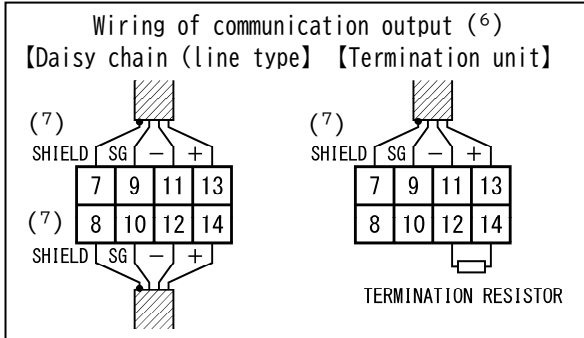 Wiring of communication output (⁶)
【Daisy chain (line type】 【Termination unit】
(⁷) (⁷)
SHIELD SG − + SHIELD SG − +
7 9 11 13 7 9 11 13
8 10 12 14 8 10 12 14
(⁷)
SHIELD SG − +
TERMINATION RESISTOR